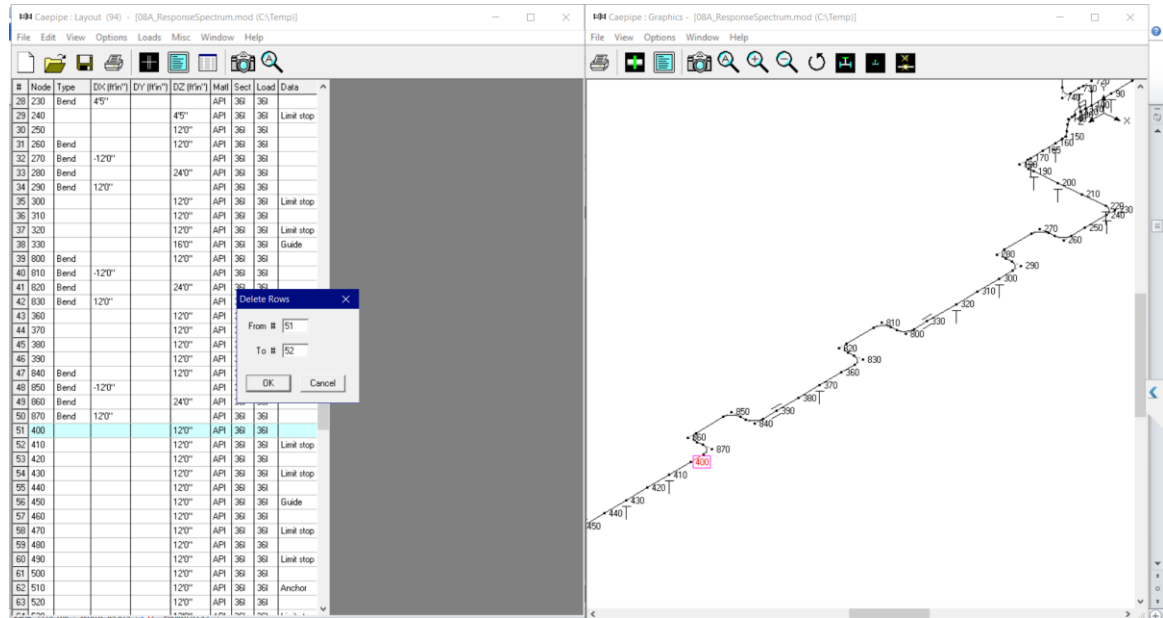 Caepipe : Layout (94) - [08A_ResponseSpectrum.mod (C:\Temp)]
File Edit View Options Loads Misc Window Help
# Node Type DX (ft'in") DY (ft'in") DZ (ft'in") Matl Sect Load Data
28 230 Bend 4'5" API 36I 36I
29 240 4'5" API 36I 36I Limit stop
30 250 12'0" API 36I 36I
31 260 Bend 12'0" API 36I 36I
32 270 Bend -12'0" API 36I 36I
33 280 Bend 24'0" API 36I 36I
34 290 Bend 12'0" API 36I 36I
35 300 12'0" API 36I 36I Limit stop
36 310 12'0" API 36I 36I
37 320 12'0" API 36I 36I Limit stop
38 330 16'0" API 36I 36I Guide
39 800 Bend 12'0" API 36I 36I
40 810 Bend -12'0" API 36I 36I
41 820 Bend 24'0" API 36I 36I
42 830 Bend 12'0" API
43 360 12'0" API
44 370 12'0" API
45 380 12'0" API
46 390 12'0" API
47 840 Bend 12'0" API
48 850 Bend -12'0" API
49 860 Bend 24'0" API
50 870 Bend 12'0" API 36I 36I
51 400 12'0" API 36I 36I
52 410 12'0" API 36I 36I Limit stop
53 420 12'0" API 36I 36I
54 430 12'0" API 36I 36I Limit stop
55 440 12'0" API 36I 36I
56 450 12'0" API 36I 36I Guide
57 460 12'0" API 36I 36I
58 470 12'0" API 36I 36I Limit stop
59 480 12'0" API 36I 36I
60 490 12'0" API 36I 36I Limit stop
61 500 12'0" API 36I 36I
62 510 12'0" API 36I 36I Anchor
63 520 12'0" API 36I 36I
Delete Rows
From # 51
To # 52
OK Cancel
Caepipe : Graphics - [08A_ResponseSpectrum.mod (C:\Temp)]
File View Options Window Help
90
X
150
160
170
190
200
210
220
230
240
250
260
270
280
290
300
310
320
330
800
810
820
830
360
370
380
390
840
850
860
870
400
410
420
430
440
450